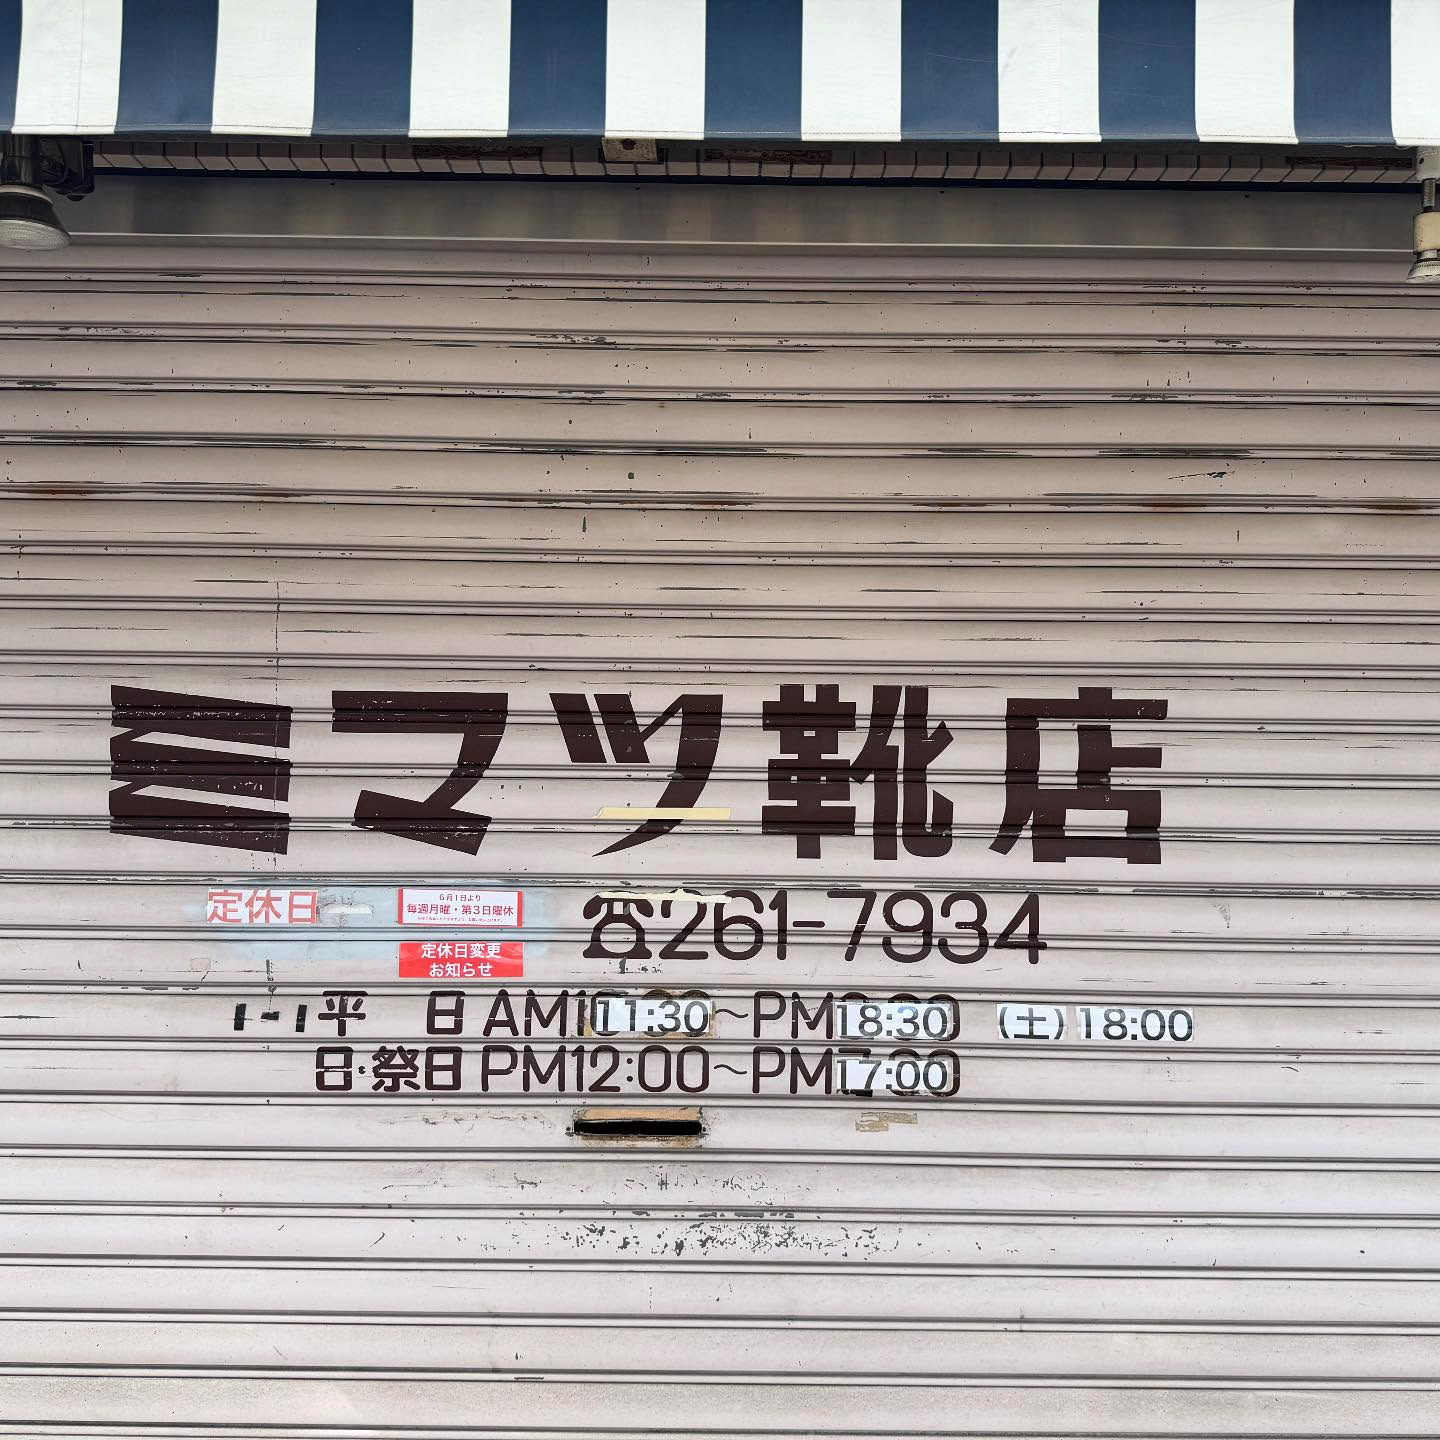 ミマツ靴店
定休日
6月1日より
毎週月曜・第3日曜休
定休日変更
お知らせ
☎261-7934
平 日 AM11:30〜PM18:30 (土)18:00
日・祭日 PM12:00〜PM17:00